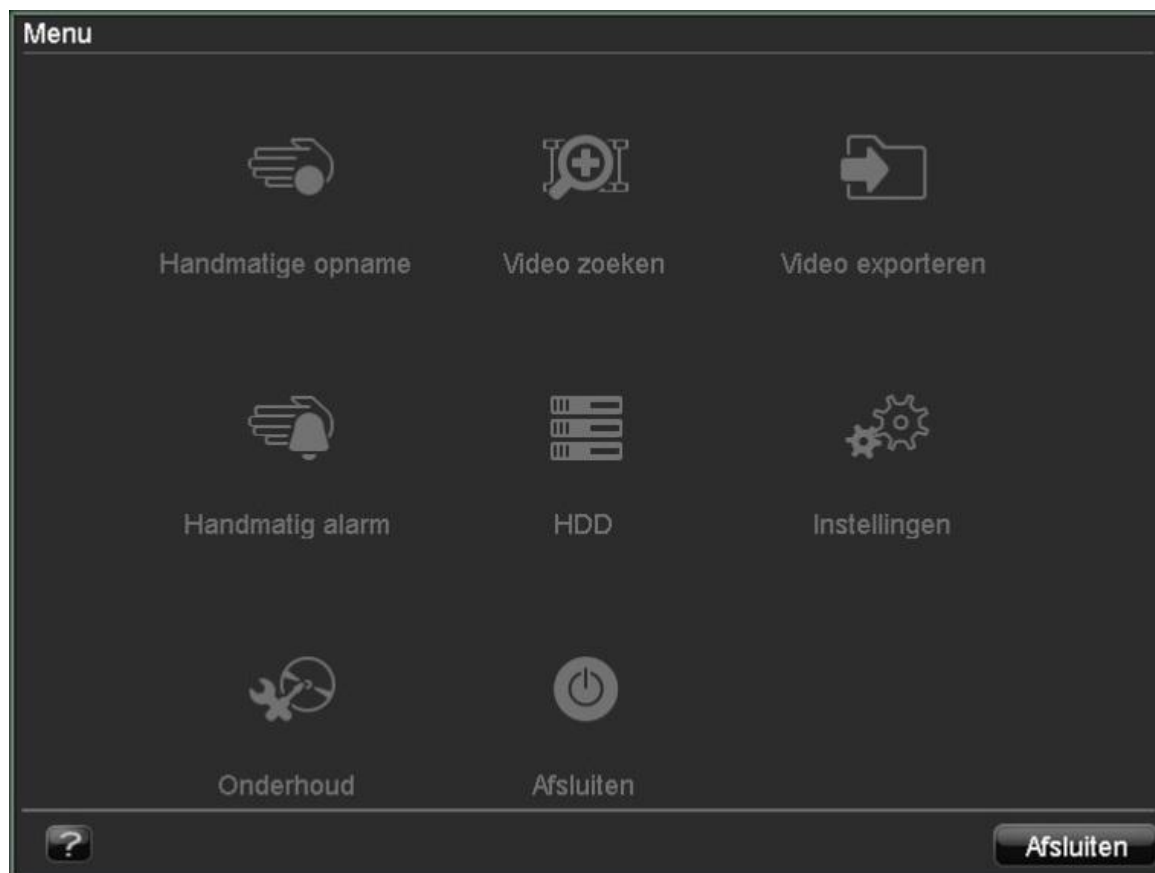 Menu
Handmatige opname
Video zoeken
Video exporteren
Handmatig alarm
HDD
Instellingen
Onderhoud
Afsluiten
?
Afsluiten